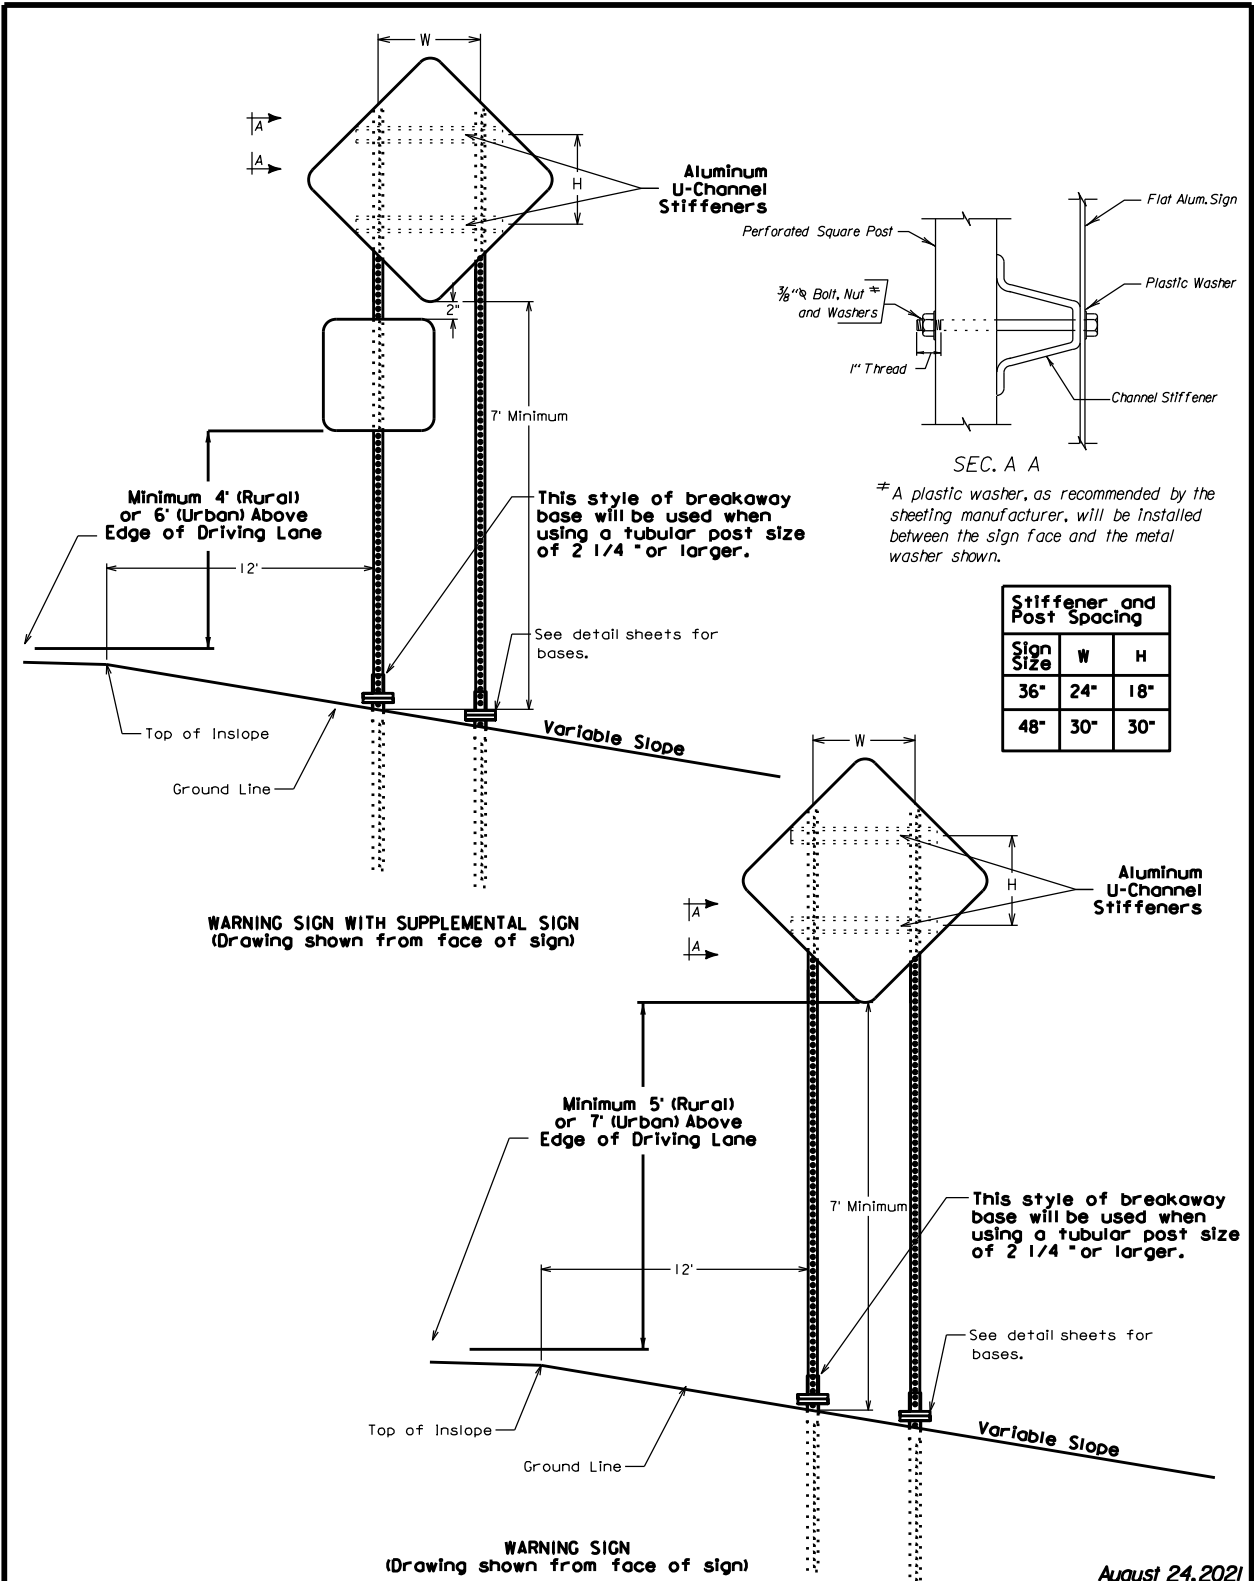 W
A
A
H
Aluminum
U-Channel
Stiffeners
2"
7' Minimum
Minimum 4' (Rural)
or 6' (Urban) Above
Edge of Driving Lane
12'
This style of breakaway
base will be used when
using a tubular post size
of 2 1/4 " or larger.
See detail sheets for
bases.
Top of Inslope
Variable Slope
Ground Line
WARNING SIGN WITH SUPPLEMENTAL SIGN
(Drawing shown from face of sign)
Flat Alum. Sign
Perforated Square Post
Plastic Washer
3/8" Bolt, Nut ≠
and Washers
1" Thread
Channel Stiffener
SEC. A A
≠ A plastic washer, as recommended by the
sheeting manufacturer, will be installed
between the sign face and the metal
washer shown.
Stiffener and
Post Spacing
Sign Size W H
36" 24" 18"
48" 30" 30"
W
H
Aluminum
U-Channel
Stiffeners
A
A
Minimum 5' (Rural)
or 7' (Urban) Above
Edge of Driving Lane
7' Minimum
This style of breakaway
base will be used when
using a tubular post size
of 2 1/4 " or larger.
12'
See detail sheets for
bases.
Top of Inslope
Variable Slope
Ground Line
WARNING SIGN
(Drawing shown from face of sign)
August 24, 2021